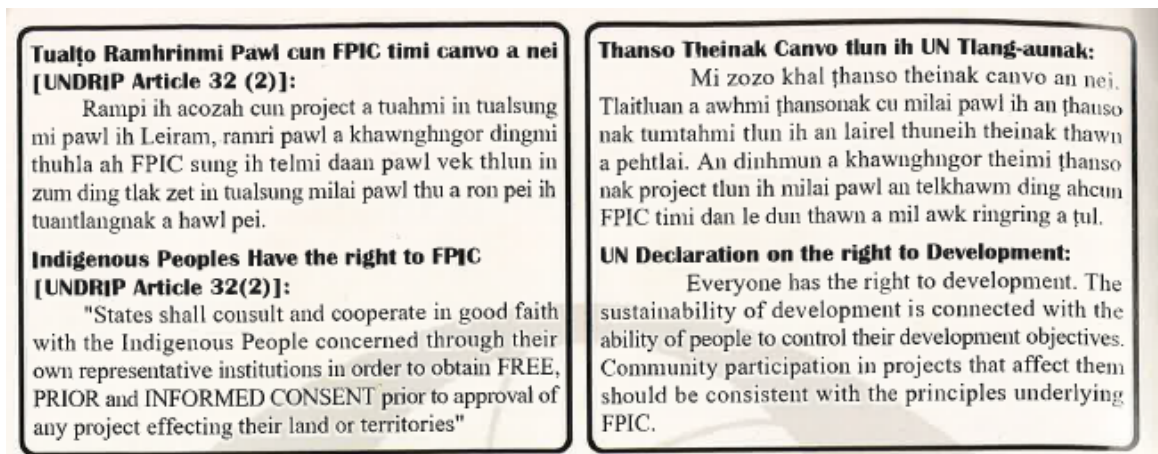 Tualṭo Ramhrinmi Pawl cun FPIC timi canvo a nei
[UNDRIP Article 32 (2)]:
Rampi ih acozah cun project a tuahmi in tualsung
mi pawl ih Leiram, ramri pawl a khawnghngor dingmi
thuhla ah FPIC sung ih telmi daan pawl vek thlun in
zum ding tlak zet in tualsung milai pawl thu a ron pei ih
tuantlangnak a hawl pei.
Indigenous Peoples Have the right to FPIC
[UNDRIP Article 32(2)]:
"States shall consult and cooperate in good faith
with the Indigenous People concerned through their
own representative institutions in order to obtain FREE,
PRIOR and INFORMED CONSENT prior to approval of
any project effecting their land or territories"
Thanso Theinak Canvo tlun ih UN Tlang-aunak:
Mi zozo khal ṭhanso theinak canvo an nei.
Tlaitluan a awhmi ṭhansonak cu milai pawl ih an ṭhanso
nak tumtahmi tlun ih an lairel thuneih theinak thawn
a pehtlai. An dinhmun a khawnghngor theimi ṭhanso
nak project tlun ih milai pawl an telkhawm ding ahcun
FPIC timi dan le dun thawn a mil awk ringring a ṭul.
UN Declaration on the right to Development:
Everyone has the right to development. The
sustainability of development is connected with the
ability of people to control their development objectives.
Community participation in projects that affect them
should be consistent with the principles underlying
FPIC.